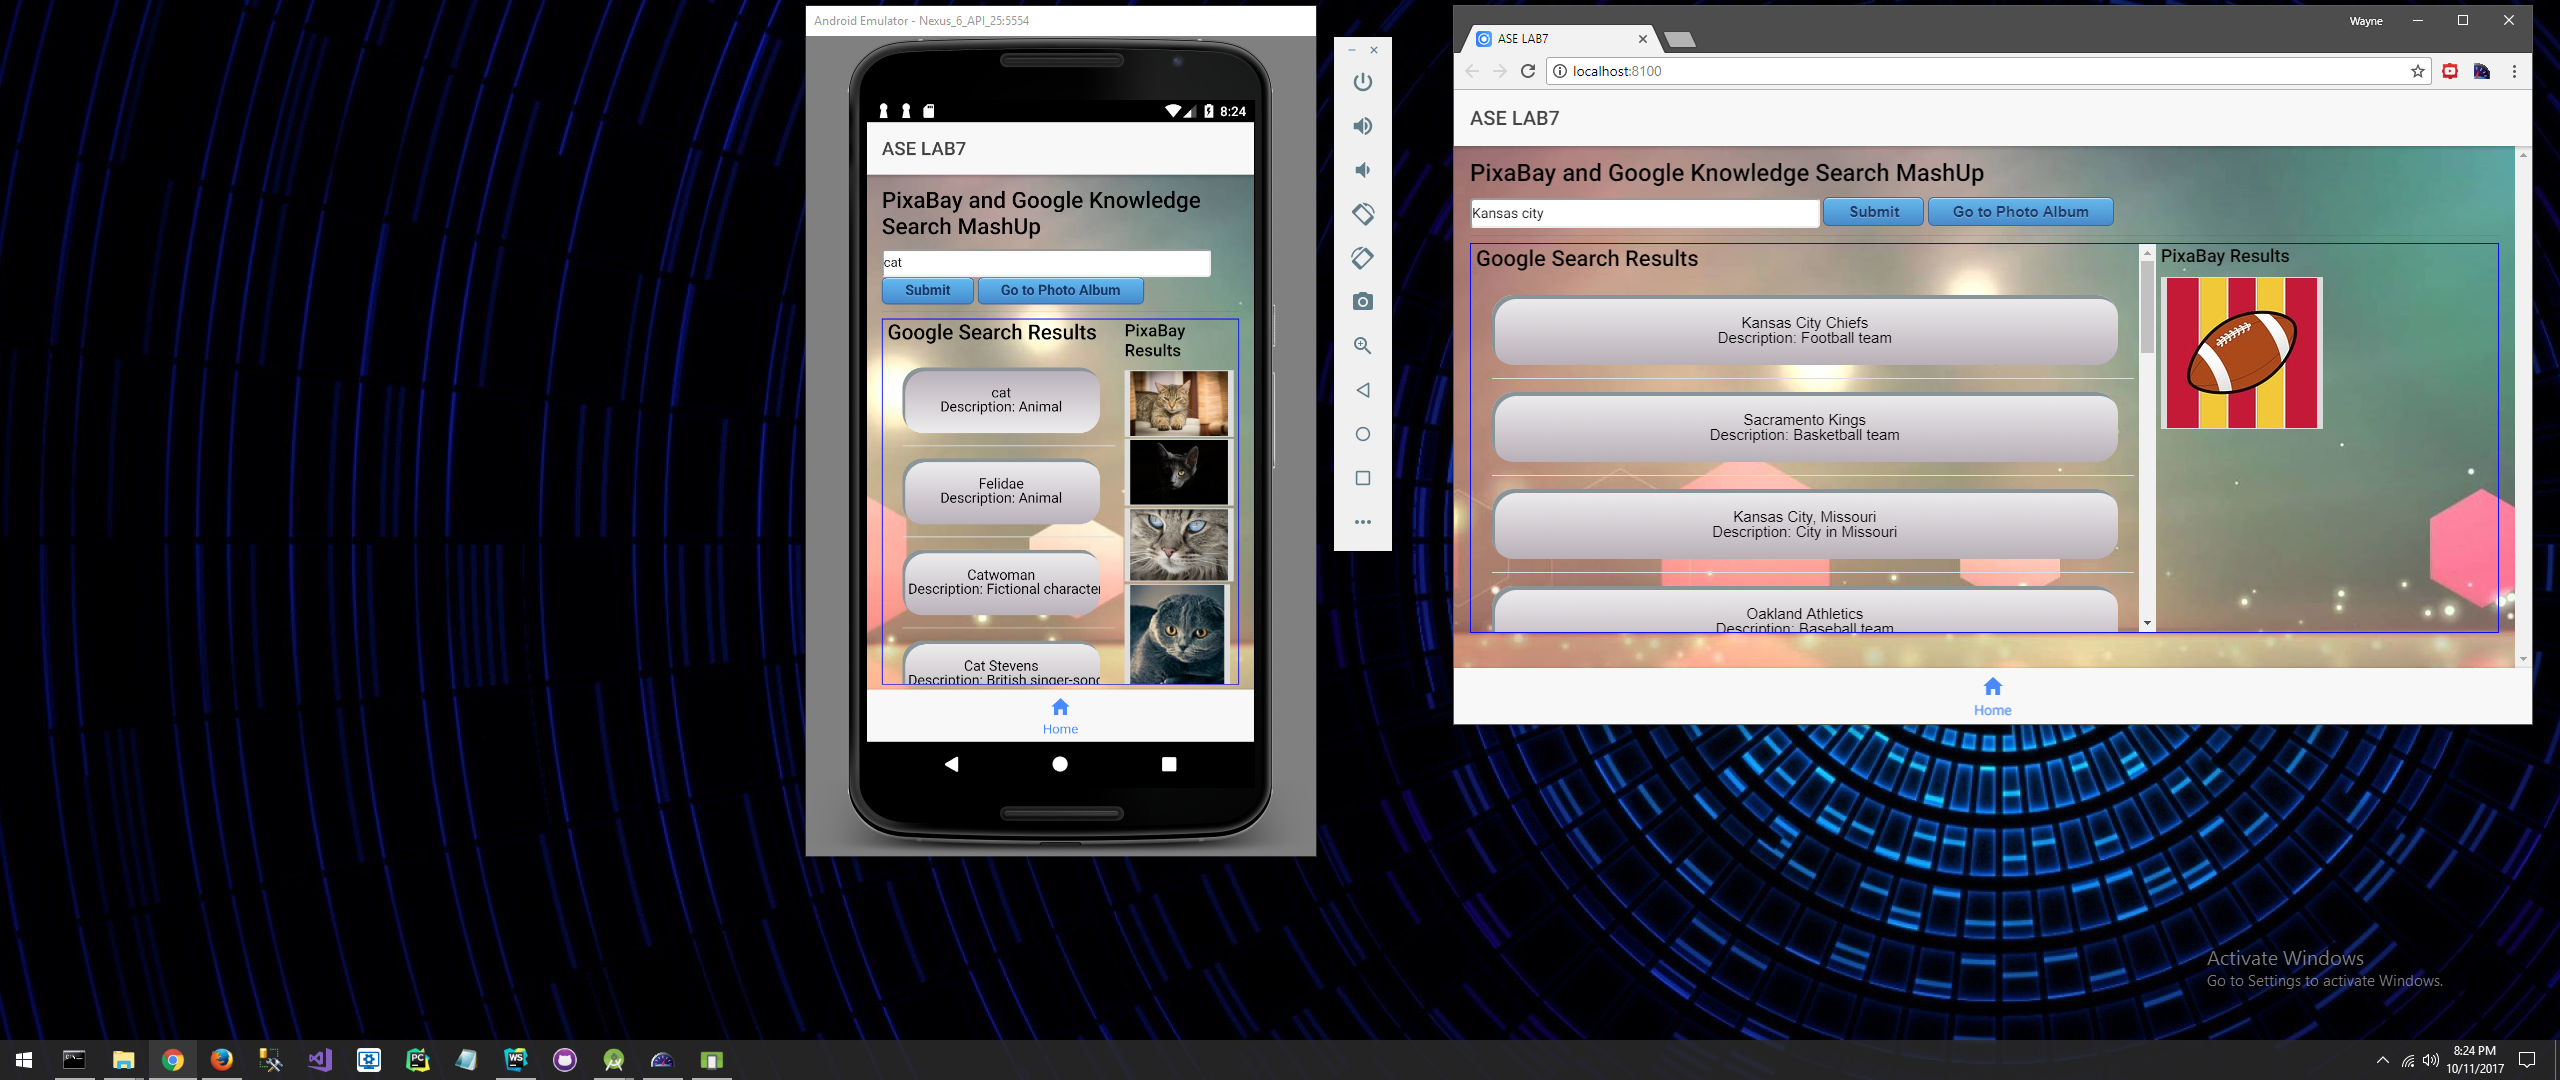 Android Emulator - Nexus_6_API_25:5554
8:24
ASE LAB7
PixaBay and Google Knowledge
Search MashUp
cat
Submit
Go to Photo Album
Google Search Results
PixaBay
Results
cat
Description: Animal
Felidae
Description: Animal
Catwoman
Description: Fictional character
Cat Stevens
Description: British singer-song
Home
Wayne
ASE LAB7
localhost:8100
ASE LAB7
PixaBay and Google Knowledge Search MashUp
Kansas city
Submit
Go to Photo Album
Google Search Results
PixaBay Results
Kansas City Chiefs
Description: Football team
Sacramento Kings
Description: Basketball team
Kansas City, Missouri
Description: City in Missouri
Oakland Athletics
Description: Baseball team
Home
Activate Windows
Go to Settings to activate Windows.
PC
WS
8:24 PM
10/11/2017